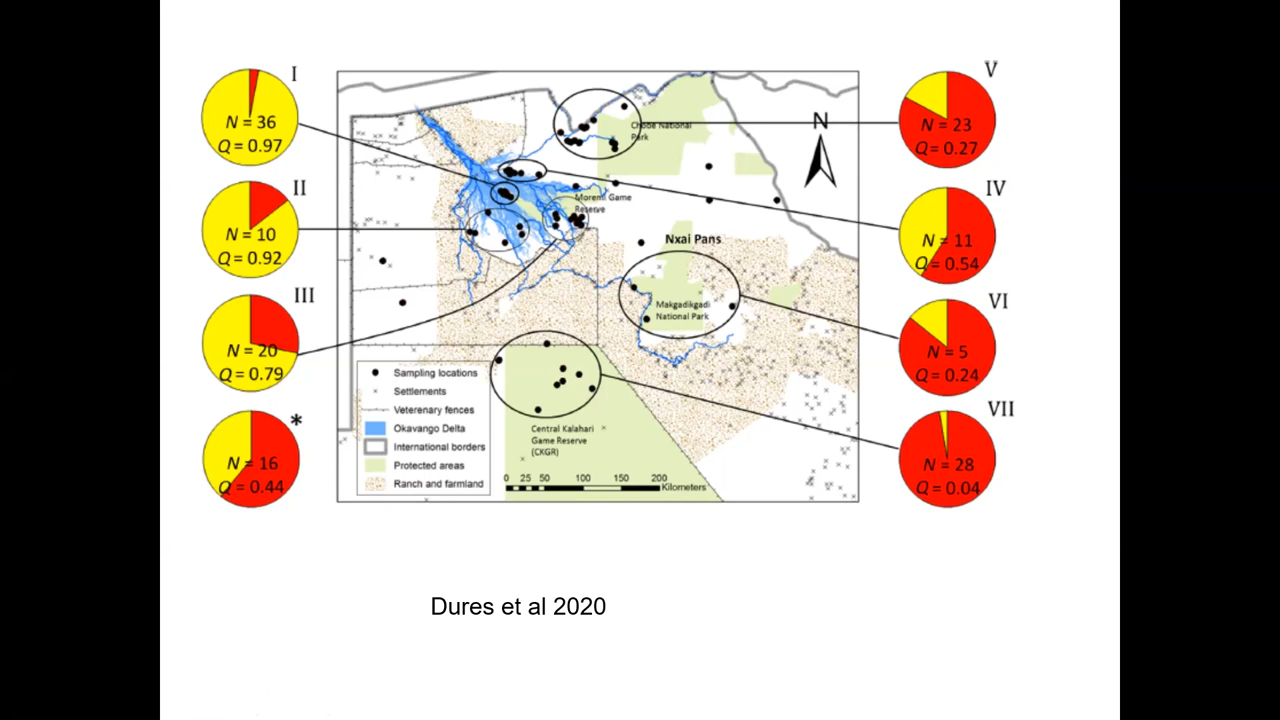 I
N = 36
Q = 0.97
II
N = 10
Q = 0.92
III
N = 20
Q = 0.79
*
N = 16
Q = 0.44
V
N = 23
Q = 0.27
IV
N = 11
Q = 0.54
VI
N = 5
Q = 0.24
VII
N = 28
Q = 0.04
N
Chobe National
Park
Moremi Game
Reserve
Nxai Pans
Makgadikgadi
National Park
Central Kalahari
Game Reserve
(CKGR)
Sampling locations
Settlements
Veterenary fences
Okavango Delta
International borders
Protected areas
Ranch and farmland
0 25 50 100 150 200
Kilometers
Dures et al 2020